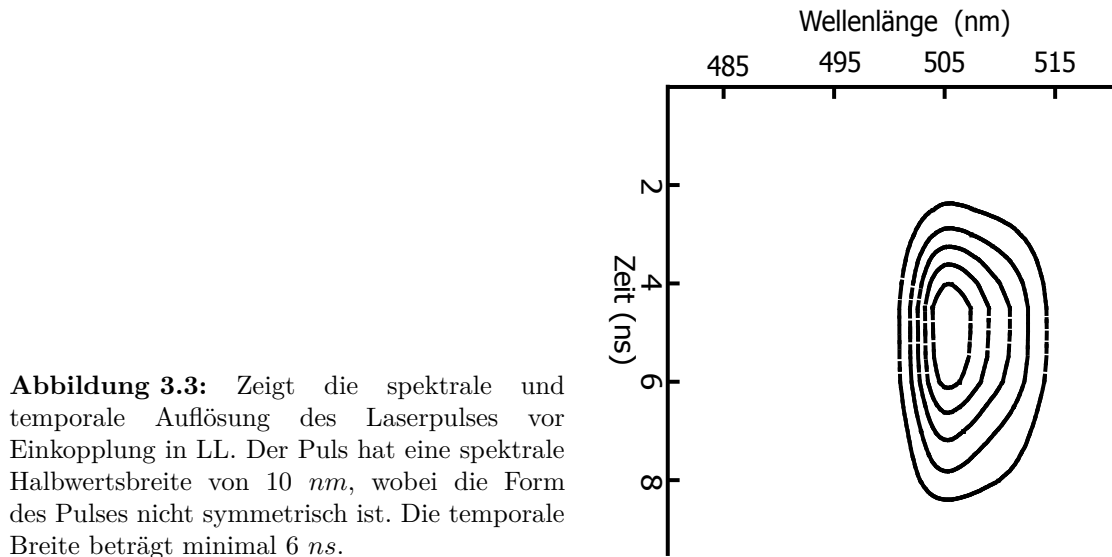 Wellenlänge (nm)
485 495 505 515
2
4
6
8
Zeit (ns)
Abbildung 3.3: Zeigt die spektrale und
temporale Auflösung des Laserpulses vor
Einkopplung in LL. Der Puls hat eine spektrale
Halbwertsbreite von 10 nm, wobei die Form
des Pulses nicht symmetrisch ist. Die temporale
Breite beträgt minimal 6 ns.